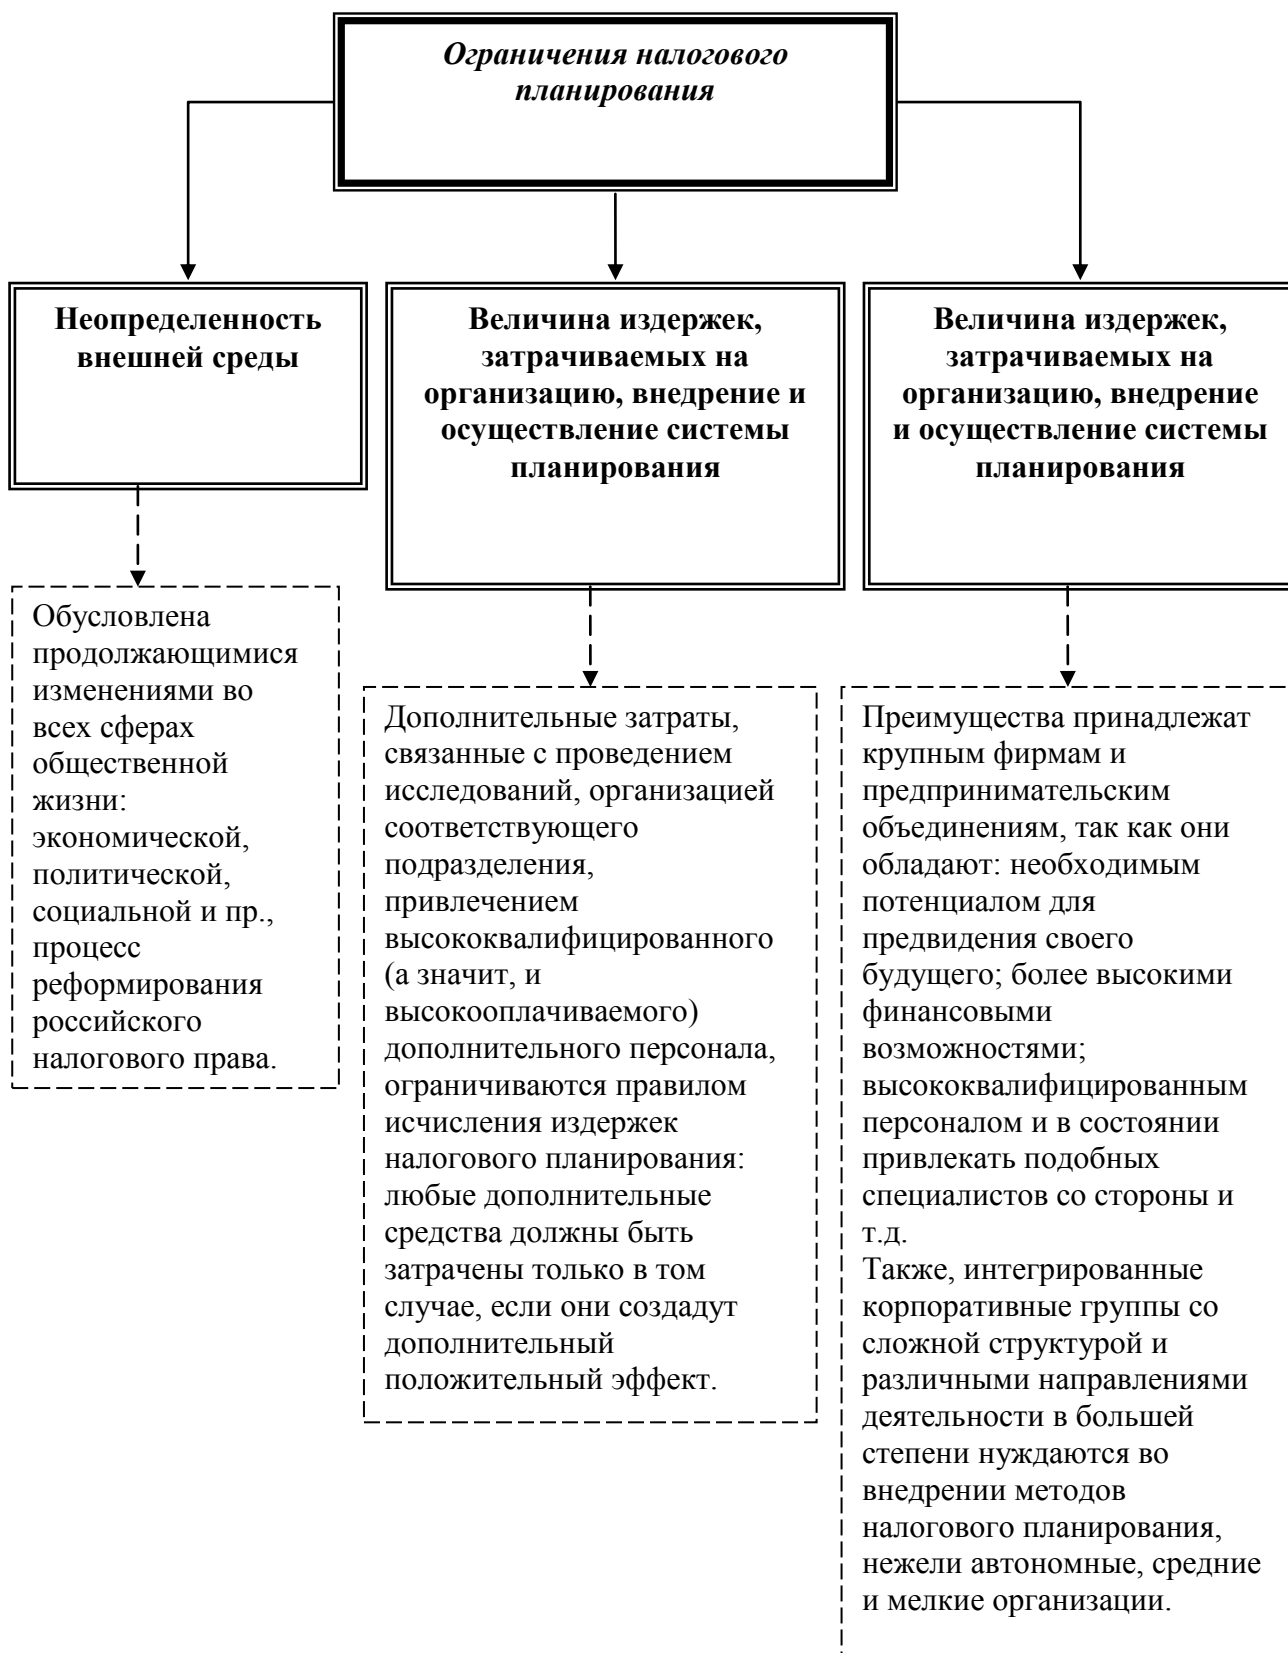 Ограничения налогового
планирования
Неопределенность
внешней среды
Величина издержек,
затрачиваемых на
организацию, внедрение и
осуществление системы
планирования
Величина издержек,
затрачиваемых на
организацию, внедрение
и осуществление системы
планирования
Обусловлена
продолжающимися
изменениями во
всех сферах
общественной
жизни:
экономической,
политической,
социальной и пр.,
процесс
реформирования
российского
налогового права.
Дополнительные затраты,
связанные с проведением
исследований, организацией
соответствующего
подразделения,
привлечением
высококвалифицированного
(а значит, и
высокооплачиваемого)
дополнительного персонала,
ограничиваются правилом
исчисления издержек
налогового планирования:
любые дополнительные
средства должны быть
затрачены только в том
случае, если они создадут
дополнительный
положительный эффект.
Преимущества принадлежат
крупным фирмам и
предпринимательским
объединениям, так как они
обладают: необходимым
потенциалом для
предвидения своего
будущего; более высокими
финансовыми
возможностями;
высококвалифицированным
персоналом и в состоянии
привлекать подобных
специалистов со стороны и
т.д.
Также, интегрированные
корпоративные группы со
сложной структурой и
различными направлениями
деятельности в большей
степени нуждаются во
внедрении методов
налогового планирования,
нежели автономные, средние
и мелкие организации.